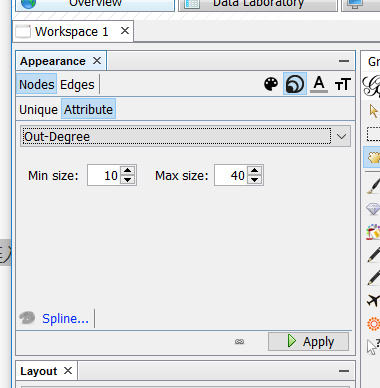 Overview Data Laboratory
Workspace 1
Appearance
Nodes Edges
Unique Attribute
Out-Degree
Min size: 10 Max size: 40
Spline...
Apply
Layout
Gr